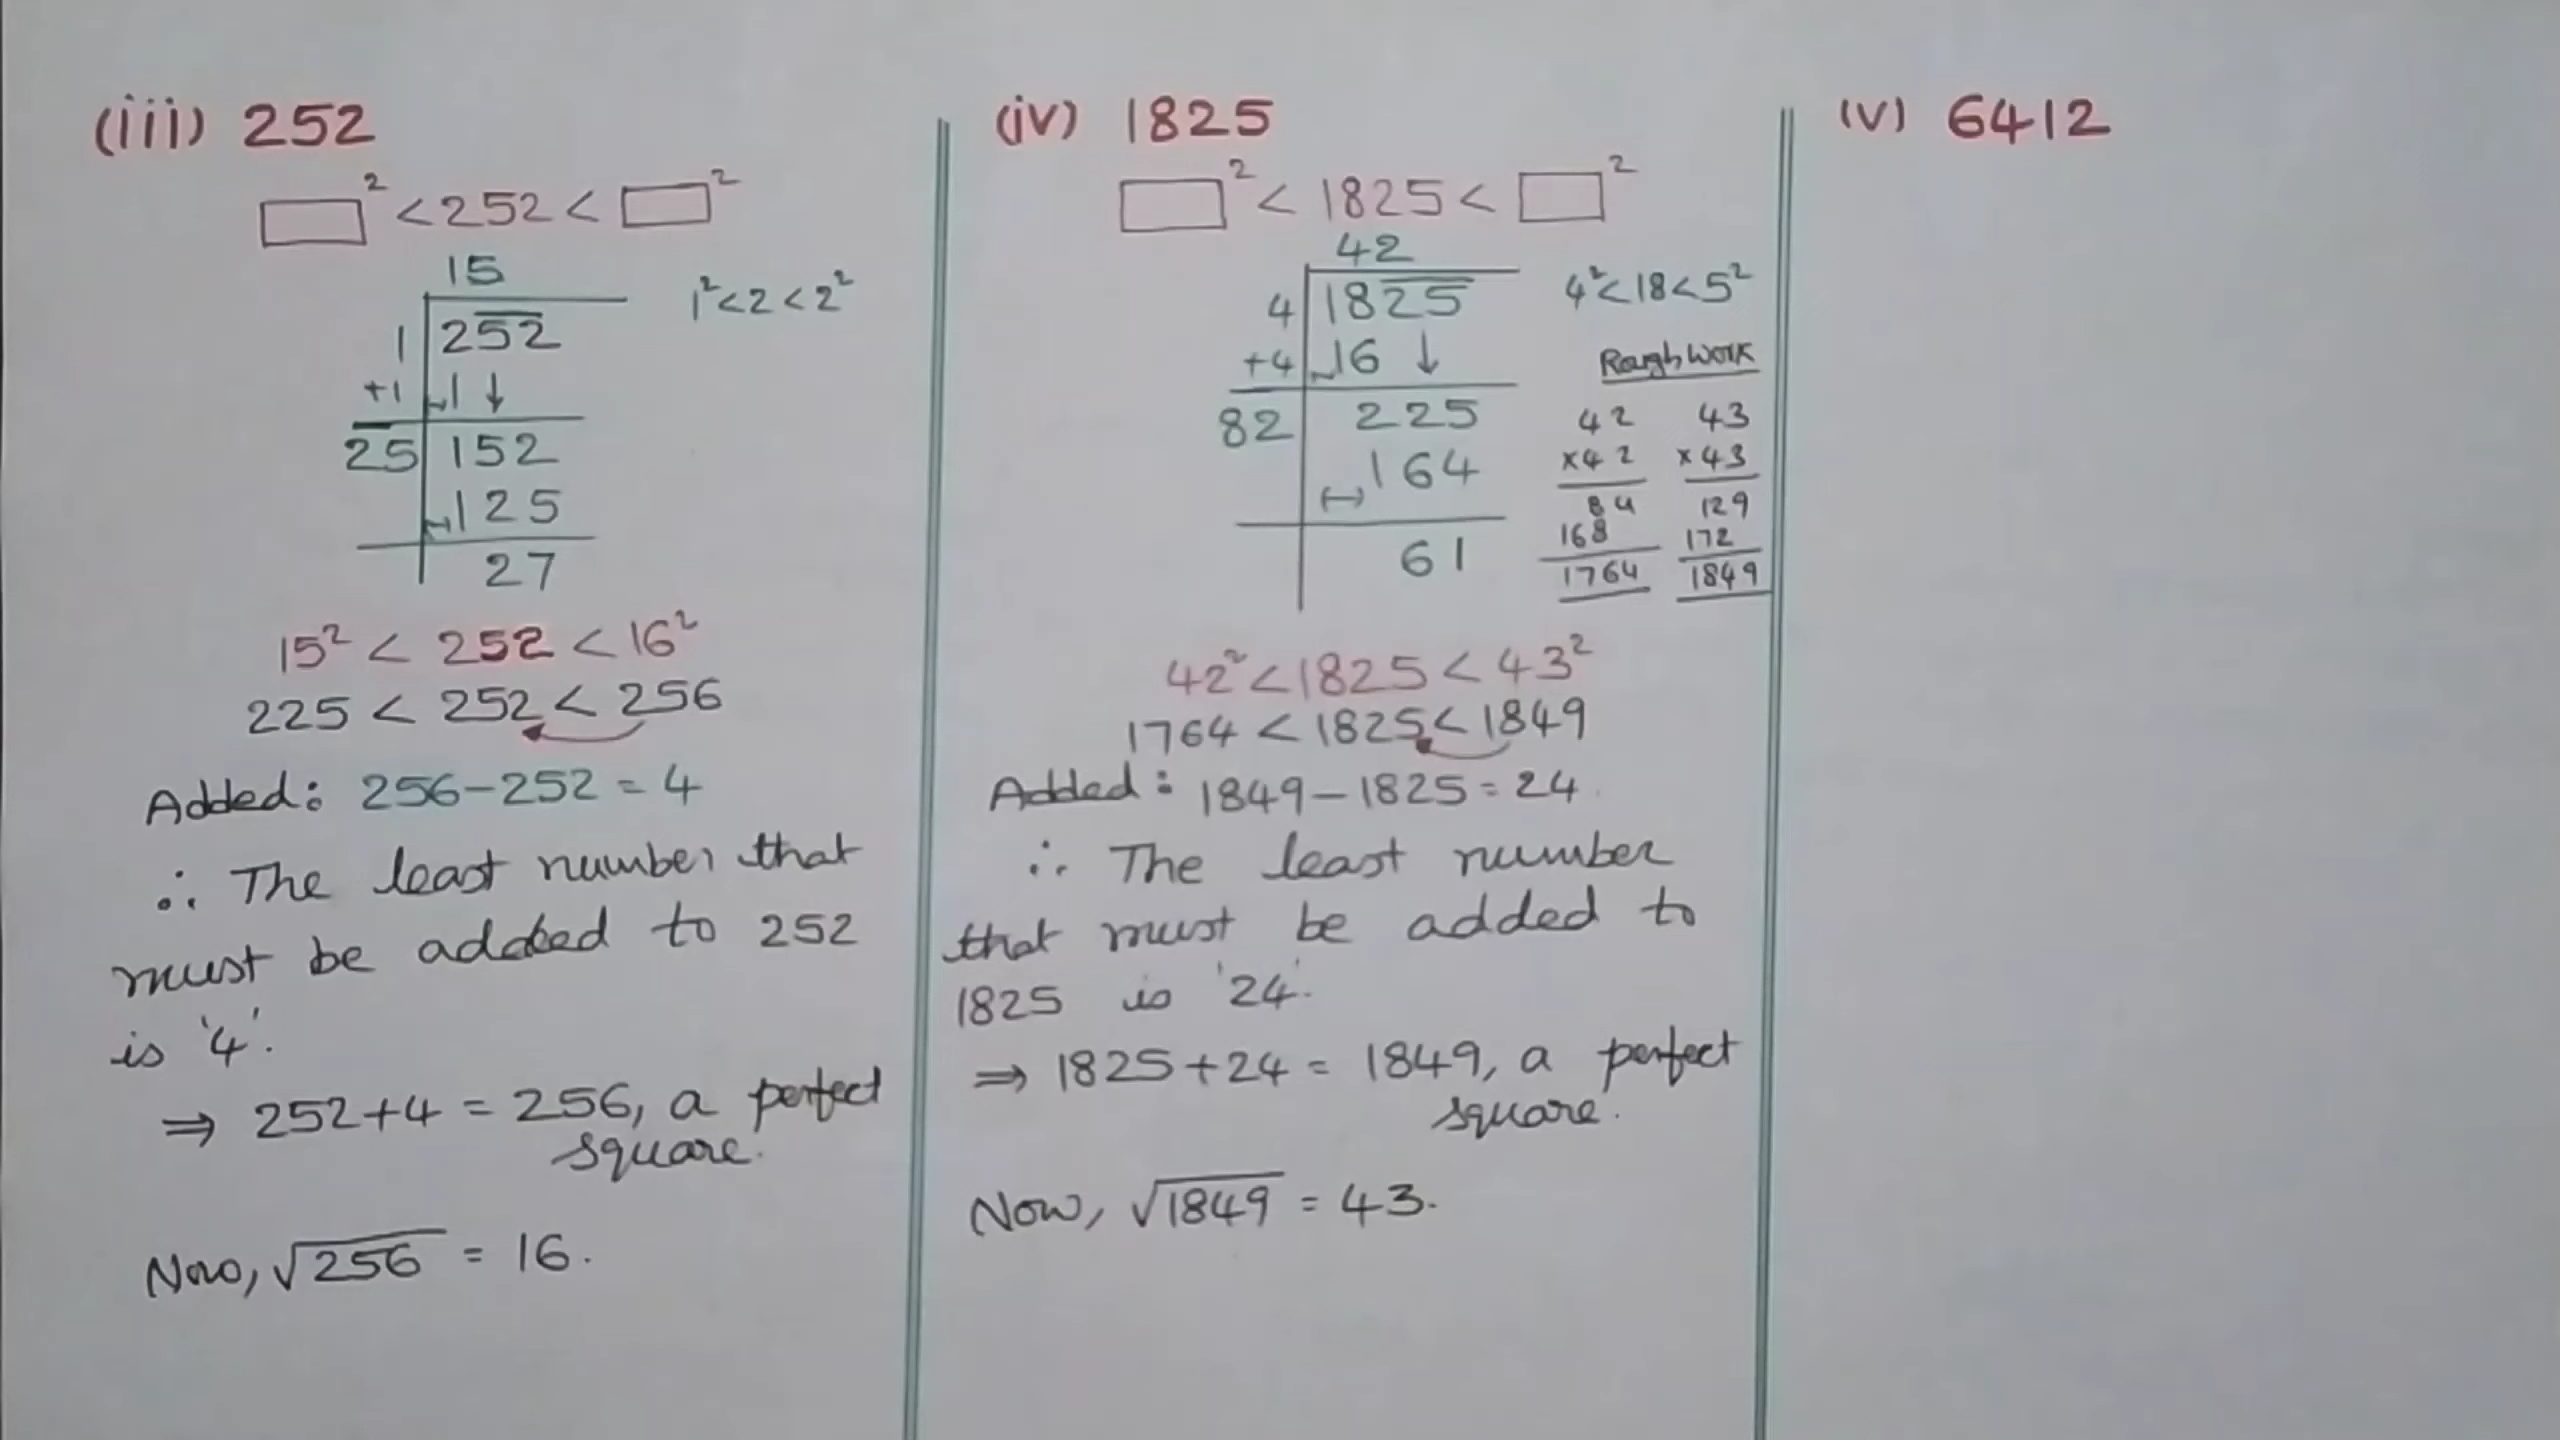 (iii) 252
□² < 252 < □²
15
1 252 1² < 2 < 2²
+1 (-) 1 ↓
25 152
(-) 125
27
15² < 252 < 16²
225 < 252 < 256
Added: 256 - 252 = 4
∴ The least number that
must be added to 252
is '4'.
⇒ 252 + 4 = 256, a perfect
square.
Now, √256 = 16.
(iv) 1825
□² < 1825 < □²
42
4 1825 4² < 18 < 5²
+4 (-) 16 ↓
82 225
(-) 164
61
Rough Work
42 43
×42 ×43
84 129
168 172
1764 1849
42² < 1825 < 43²
1764 < 1825 < 1849
Added: 1849 - 1825 = 24
∴ The least number
that must be added to
1825 is '24'.
⇒ 1825 + 24 = 1849, a perfect
square.
Now, √1849 = 43.
(v) 6412